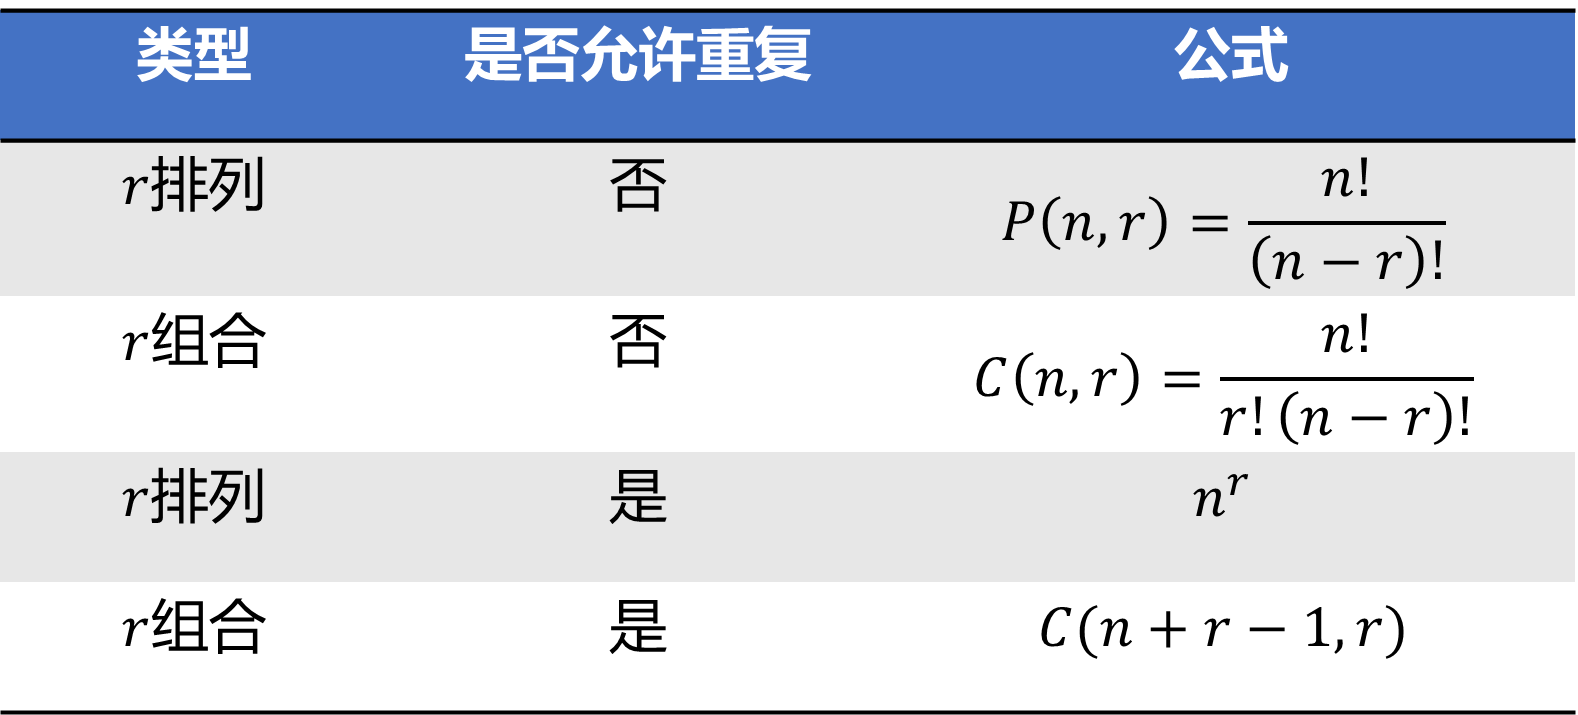 类型 是否允许重复 公式
r排列 否 P(n, r) = n! / (n − r)!
r组合 否 C(n, r) = n! / r! (n − r)!
r排列 是 n^r
r组合 是 C(n + r − 1, r)